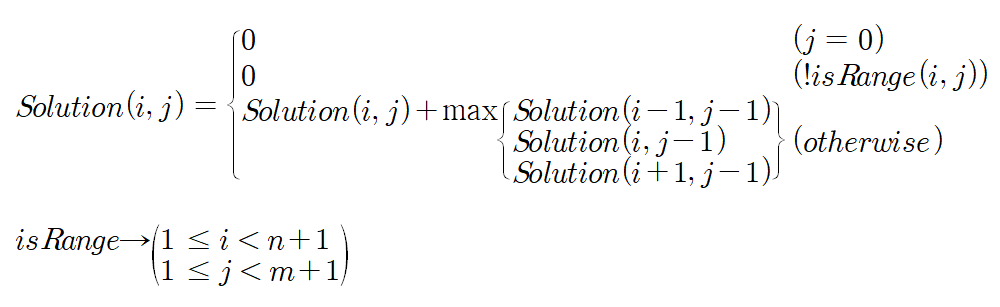 0 (j = 0)
0 (!isRange(i, j))
Solution(i, j) = { Solution(i, j) + max { Solution(i−1, j−1)
Solution(i, j−1) } (otherwise)
Solution(i+1, j−1)
isRange→(1 ≤ i < n+1
1 ≤ j < m+1)